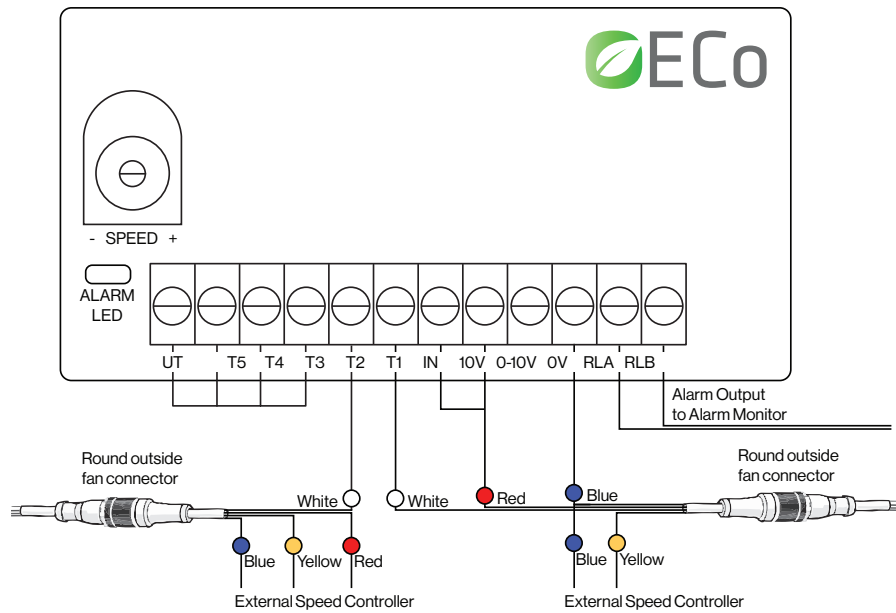 ECo
- SPEED +
ALARM
LED
UT T5 T4 T3 T2 T1 IN 10V 0-10V 0V RLA RLB
Alarm Output
to Alarm Monitor
Round outside
fan connector
Round outside
fan connector
White White Red Blue
Blue Yellow Red Blue Yellow
External Speed Controller External Speed Controller